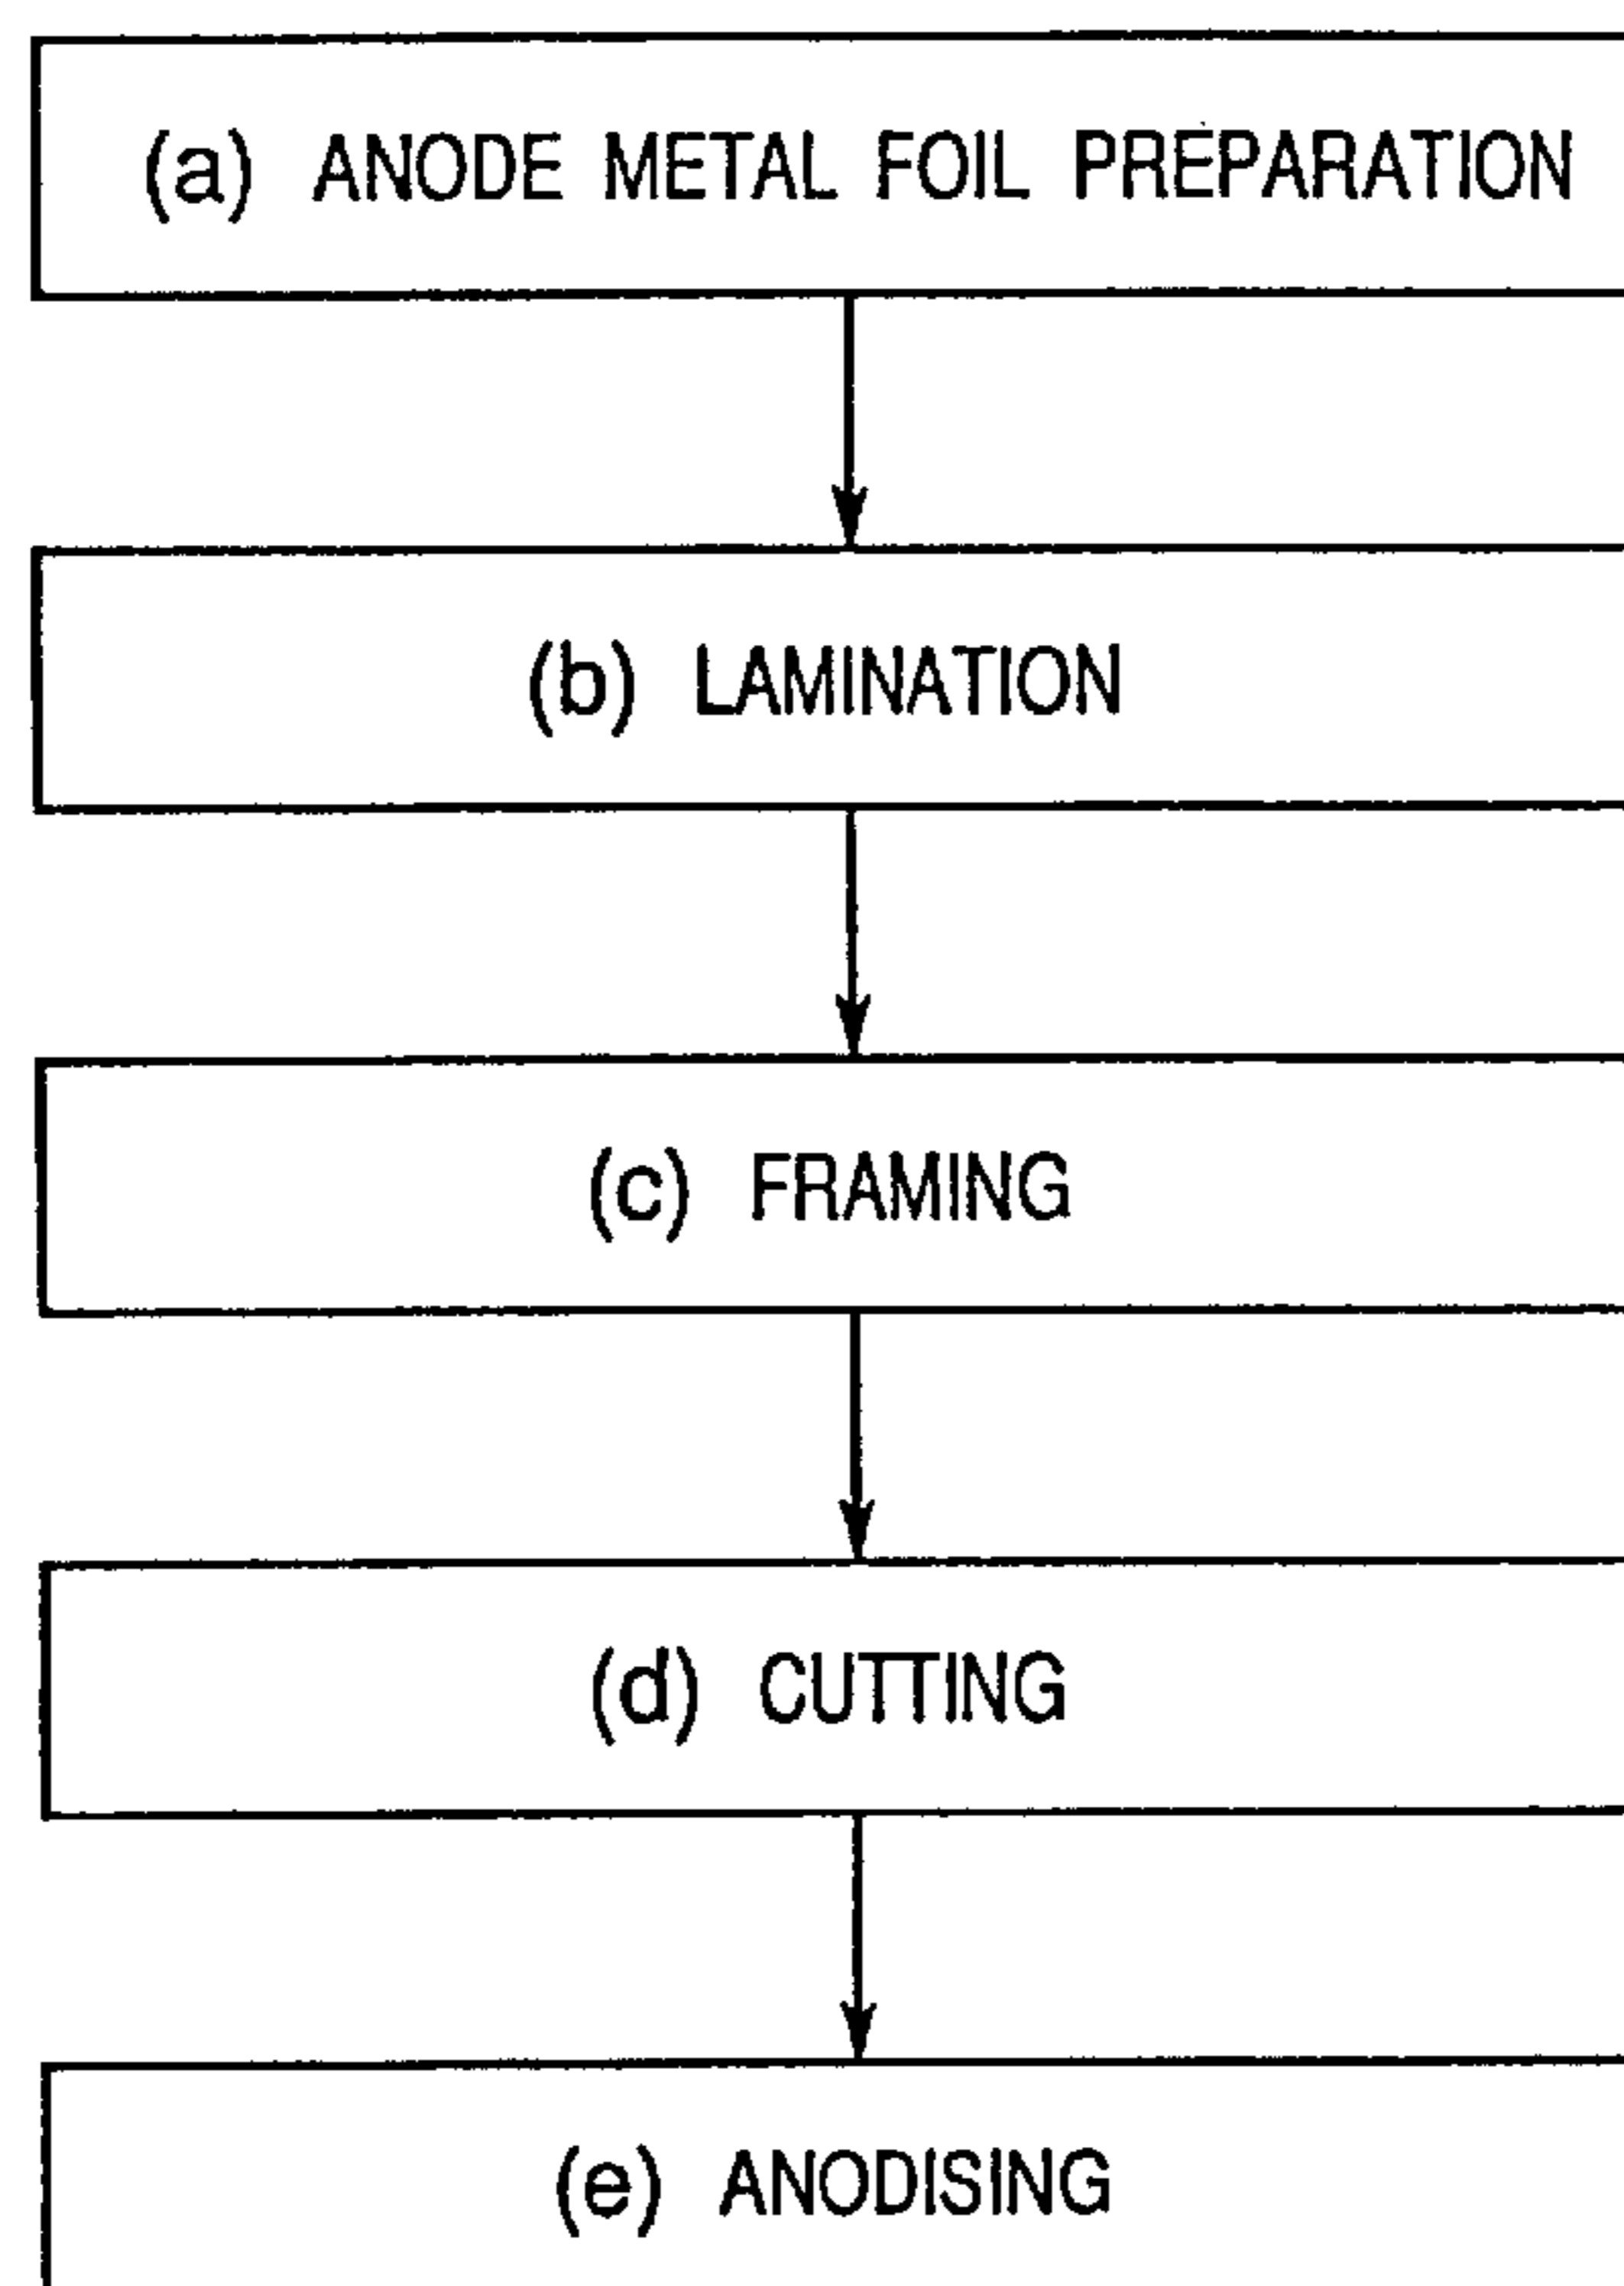 (a) ANODE METAL FOIL PREPARATION
(b) LAMINATION
(c) FRAMING
(d) CUTTING
(e) ANODISING